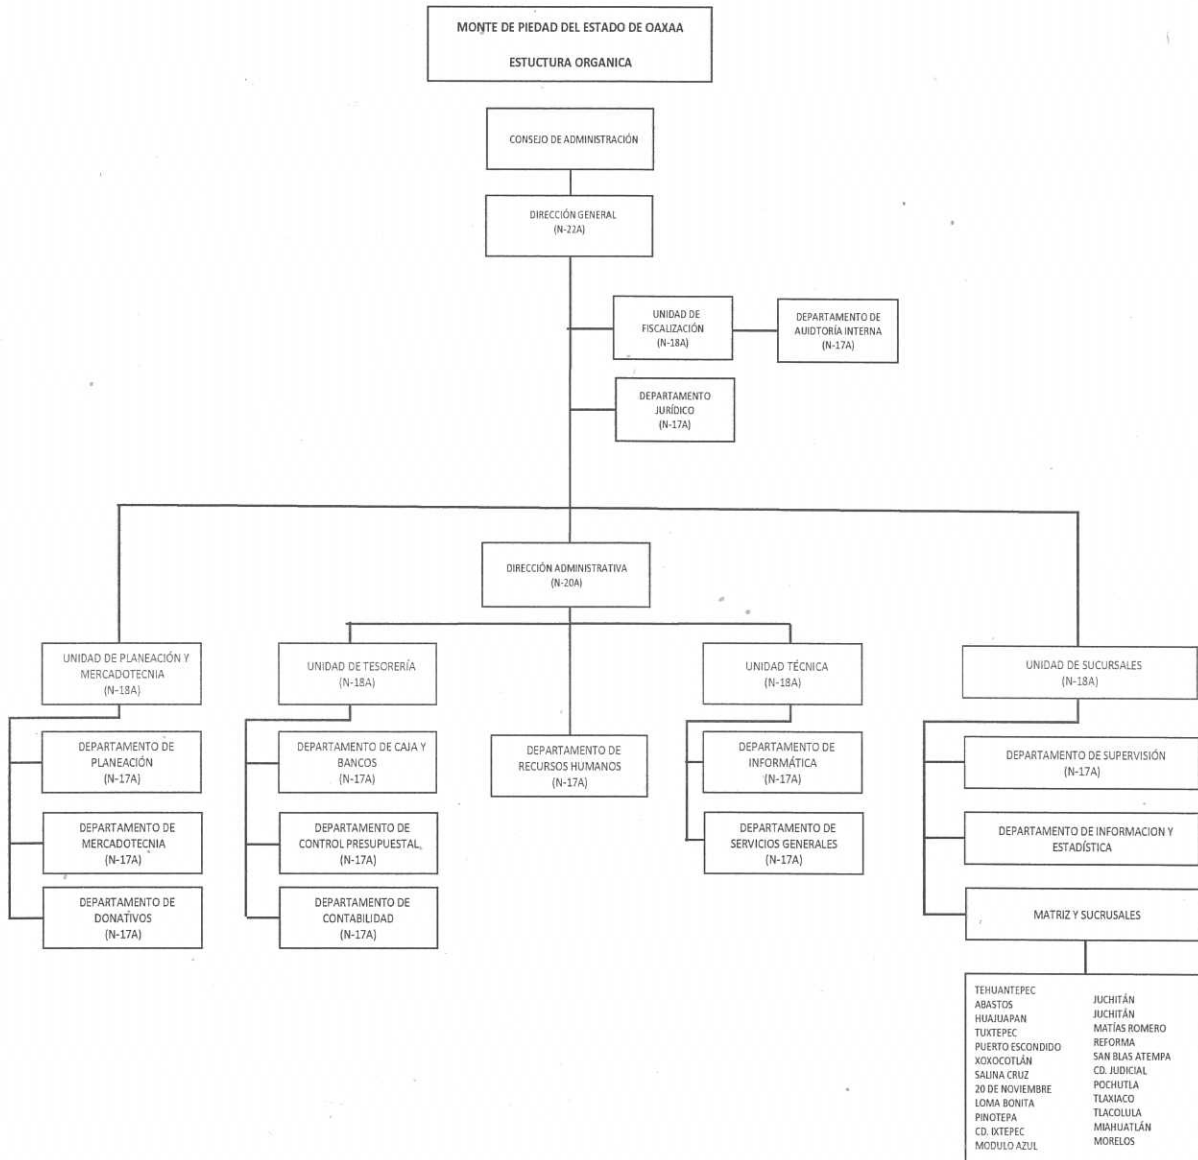 MONTE DE PIEDAD DEL ESTADO DE OAXAA
ESTUCTURA ORGANICA
CONSEJO DE ADMINISTRACIÓN
DIRECCIÓN GENERAL
(N-22A)
UNIDAD DE
FISCALIZACIÓN
(N-18A)
DEPARTAMENTO DE
AUIDTORÍA INTERNA
(N-17A)
DEPARTAMENTO
JURÍDICO
(N-17A)
DIRECCIÓN ADMINISTRATIVA
(N-20A)
UNIDAD DE PLANEACIÓN Y
MERCADOTECNIA
(N-18A)
UNIDAD DE TESORERÍA
(N-18A)
UNIDAD TÉCNICA
(N-18A)
UNIDAD DE SUCURSALES
(N-18A)
DEPARTAMENTO DE
PLANEACIÓN
(N-17A)
DEPARTAMENTO DE CAJA Y
BANCOS
(N-17A)
DEPARTAMENTO DE
RECURSOS HUMANOS
(N-17A)
DEPARTAMENTO DE
INFORMÁTICA
(N-17A)
DEPARTAMENTO DE SUPERVISIÓN
(N-17A)
DEPARTAMENTO DE
MERCADOTECNIA
(N-17A)
DEPARTAMENTO DE
CONTROL PRESUPUESTAL,
(N-17A)
DEPARTAMENTO DE
SERVICIOS GENERALES
(N-17A)
DEPARTAMENTO DE INFORMACION Y
ESTADÍSTICA
DEPARTAMENTO DE
DONATIVOS
(N-17A)
DEPARTAMENTO DE
CONTABILIDAD
(N-17A)
MATRIZ Y SUCRUSALES
TEHUANTEPEC
ABASTOS
HUAJUAPAN
TUXTEPEC
PUERTO ESCONDIDO
XOXOCOTLÁN
SALINA CRUZ
20 DE NOVIEMBRE
LOMA BONITA
PINOTEPA
CD. IXTEPEC
MODULO AZUL
JUCHITÁN
JUCHITÁN
MATÍAS ROMERO
REFORMA
SAN BLAS ATEMPA
CD. JUDICIAL
POCHUTLA
TLAXIACO
TLACOLULA
MIAHUATLÁN
MORELOS